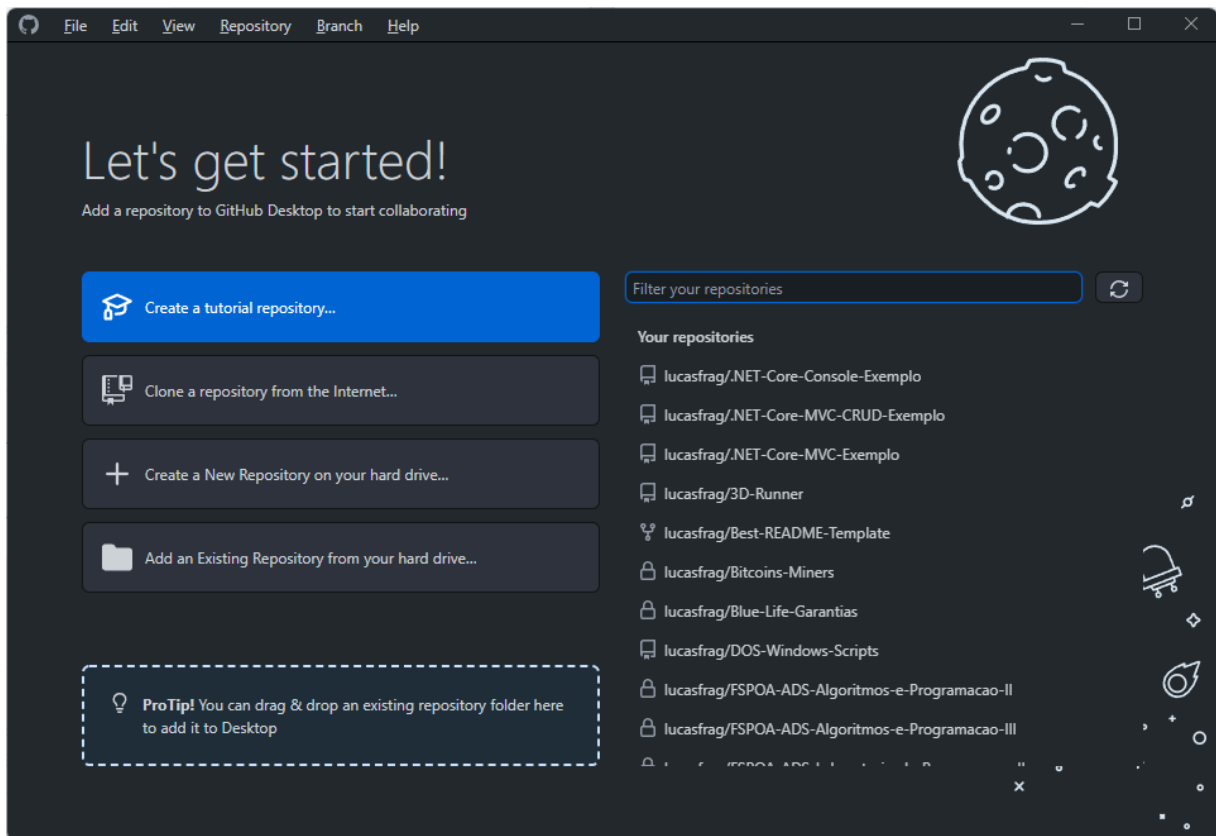 File Edit View Repository Branch Help
Let's get started!
Add a repository to GitHub Desktop to start collaborating
Create a tutorial repository...
Clone a repository from the Internet...
Create a New Repository on your hard drive...
Add an Existing Repository from your hard drive...
ProTip! You can drag & drop an existing repository folder here
to add it to Desktop
Filter your repositories
Your repositories
lucasfrag/.NET-Core-Console-Exemplo
lucasfrag/.NET-Core-MVC-CRUD-Exemplo
lucasfrag/.NET-Core-MVC-Exemplo
lucasfrag/3D-Runner
lucasfrag/Best-README-Template
lucasfrag/Bitcoins-Miners
lucasfrag/Blue-Life-Garantias
lucasfrag/DOS-Windows-Scripts
lucasfrag/FSPOA-ADS-Algoritmos-e-Programacao-II
lucasfrag/FSPOA-ADS-Algoritmos-e-Programacao-III